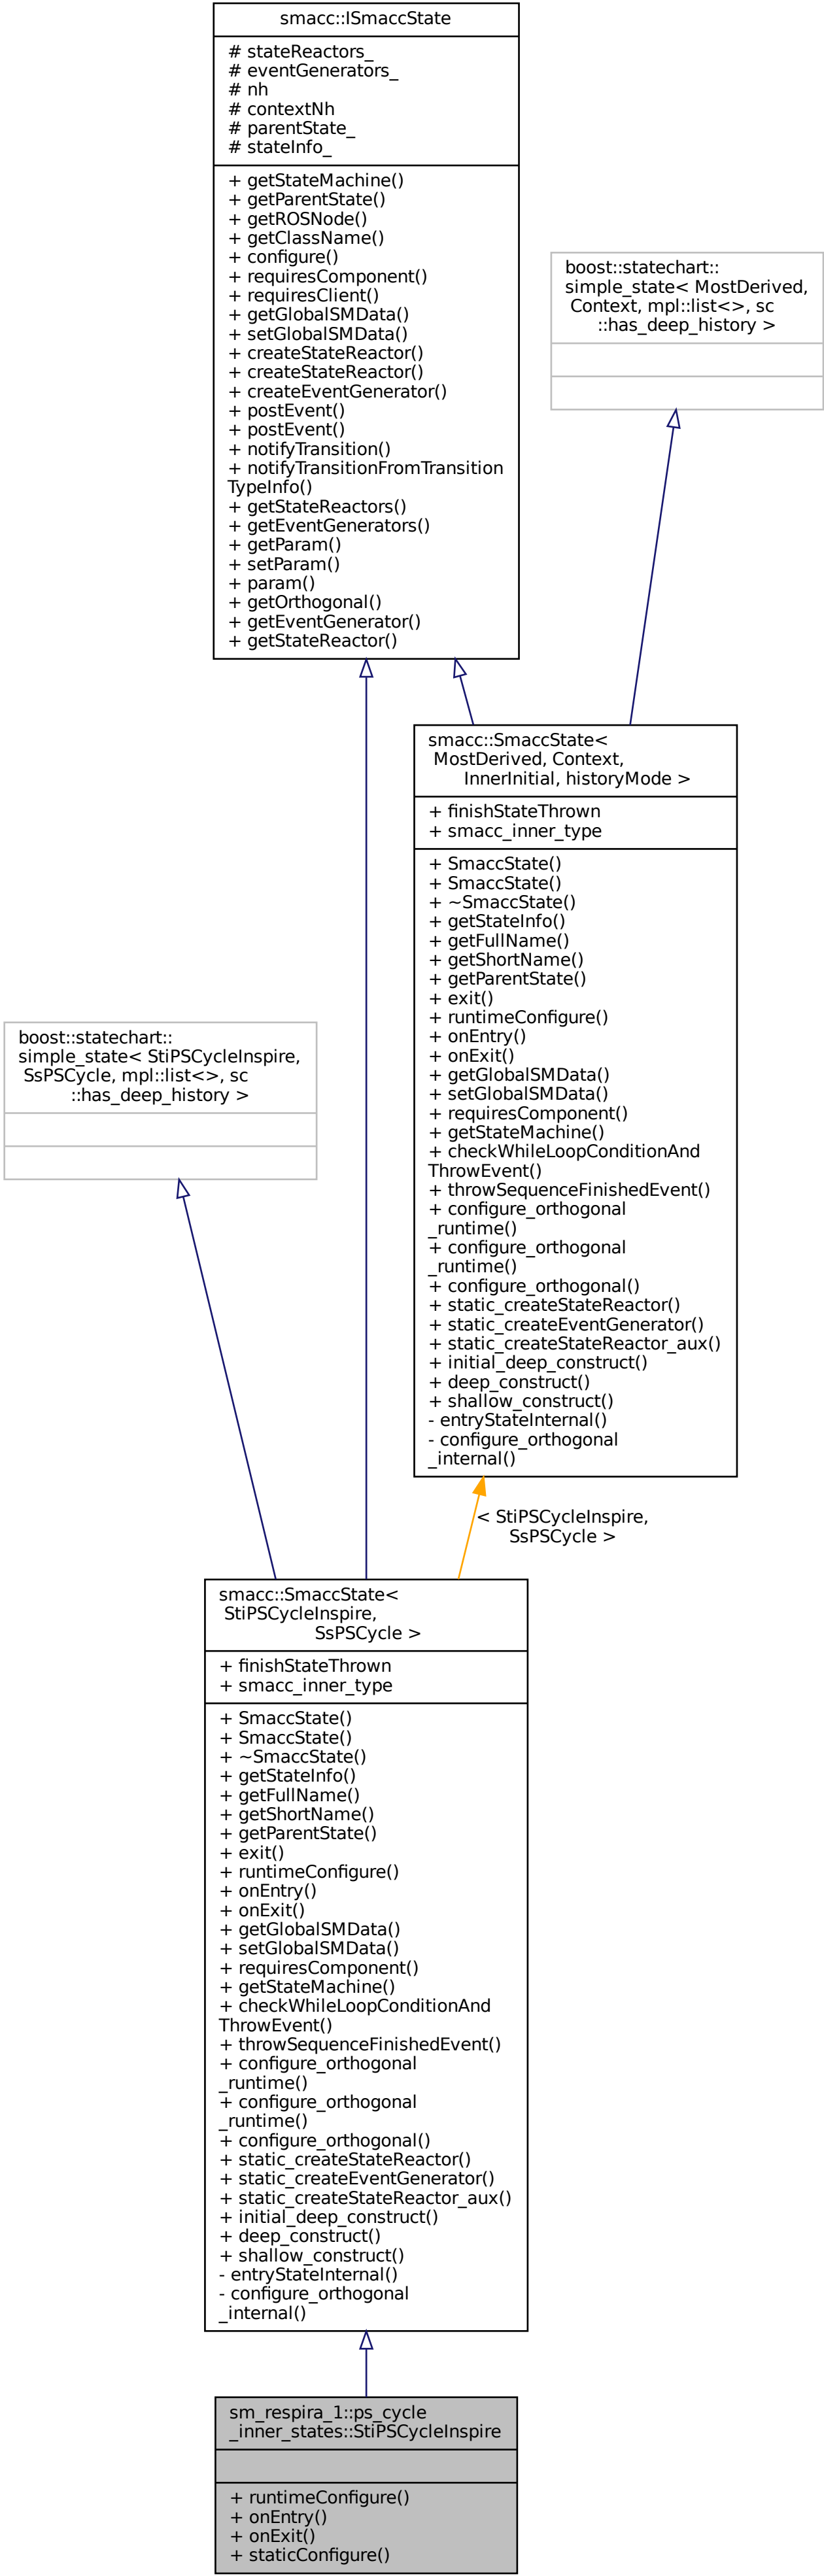 smacc::ISmaccState
# stateReactors_
# eventGenerators_
# nh
# contextNh
# parentState_
# stateInfo_
+ getStateMachine()
+ getParentState()
+ getROSNode()
+ getClassName()
+ configure()
+ requiresComponent()
+ requiresClient()
+ getGlobalSMData()
+ setGlobalSMData()
+ createStateReactor()
+ createStateReactor()
+ createEventGenerator()
+ postEvent()
+ postEvent()
+ notifyTransition()
+ notifyTransitionFromTransition
TypeInfo()
+ getStateReactors()
+ getEventGenerators()
+ getParam()
+ setParam()
+ param()
+ getOrthogonal()
+ getEventGenerator()
+ getStateReactor()
boost::statechart::
simple_state< MostDerived,
Context, mpl::list<>, sc
::has_deep_history >
smacc::SmaccState<
MostDerived, Context,
InnerInitial, historyMode >
+ finishStateThrown
+ smacc_inner_type
+ SmaccState()
+ SmaccState()
+ ~SmaccState()
+ getStateInfo()
+ getFullName()
+ getShortName()
+ getParentState()
+ exit()
+ runtimeConfigure()
+ onEntry()
+ onExit()
+ getGlobalSMData()
+ setGlobalSMData()
+ requiresComponent()
+ getStateMachine()
+ checkWhileLoopConditionAnd
ThrowEvent()
+ throwSequenceFinishedEvent()
+ configure_orthogonal
_runtime()
+ configure_orthogonal
_runtime()
+ configure_orthogonal()
+ static_createStateReactor()
+ static_createEventGenerator()
+ static_createStateReactor_aux()
+ initial_deep_construct()
+ deep_construct()
+ shallow_construct()
- entryStateInternal()
- configure_orthogonal
_internal()
boost::statechart::
simple_state< StiPSCycleInspire,
SsPSCycle, mpl::list<>, sc
::has_deep_history >
< StiPSCycleInspire,
SsPSCycle >
smacc::SmaccState<
StiPSCycleInspire,
SsPSCycle >
+ finishStateThrown
+ smacc_inner_type
+ SmaccState()
+ SmaccState()
+ ~SmaccState()
+ getStateInfo()
+ getFullName()
+ getShortName()
+ getParentState()
+ exit()
+ runtimeConfigure()
+ onEntry()
+ onExit()
+ getGlobalSMData()
+ setGlobalSMData()
+ requiresComponent()
+ getStateMachine()
+ checkWhileLoopConditionAnd
ThrowEvent()
+ throwSequenceFinishedEvent()
+ configure_orthogonal
_runtime()
+ configure_orthogonal
_runtime()
+ configure_orthogonal()
+ static_createStateReactor()
+ static_createEventGenerator()
+ static_createStateReactor_aux()
+ initial_deep_construct()
+ deep_construct()
+ shallow_construct()
- entryStateInternal()
- configure_orthogonal
_internal()
sm_respira_1::ps_cycle
_inner_states::StiPSCycleInspire
+ runtimeConfigure()
+ onEntry()
+ onExit()
+ staticConfigure()